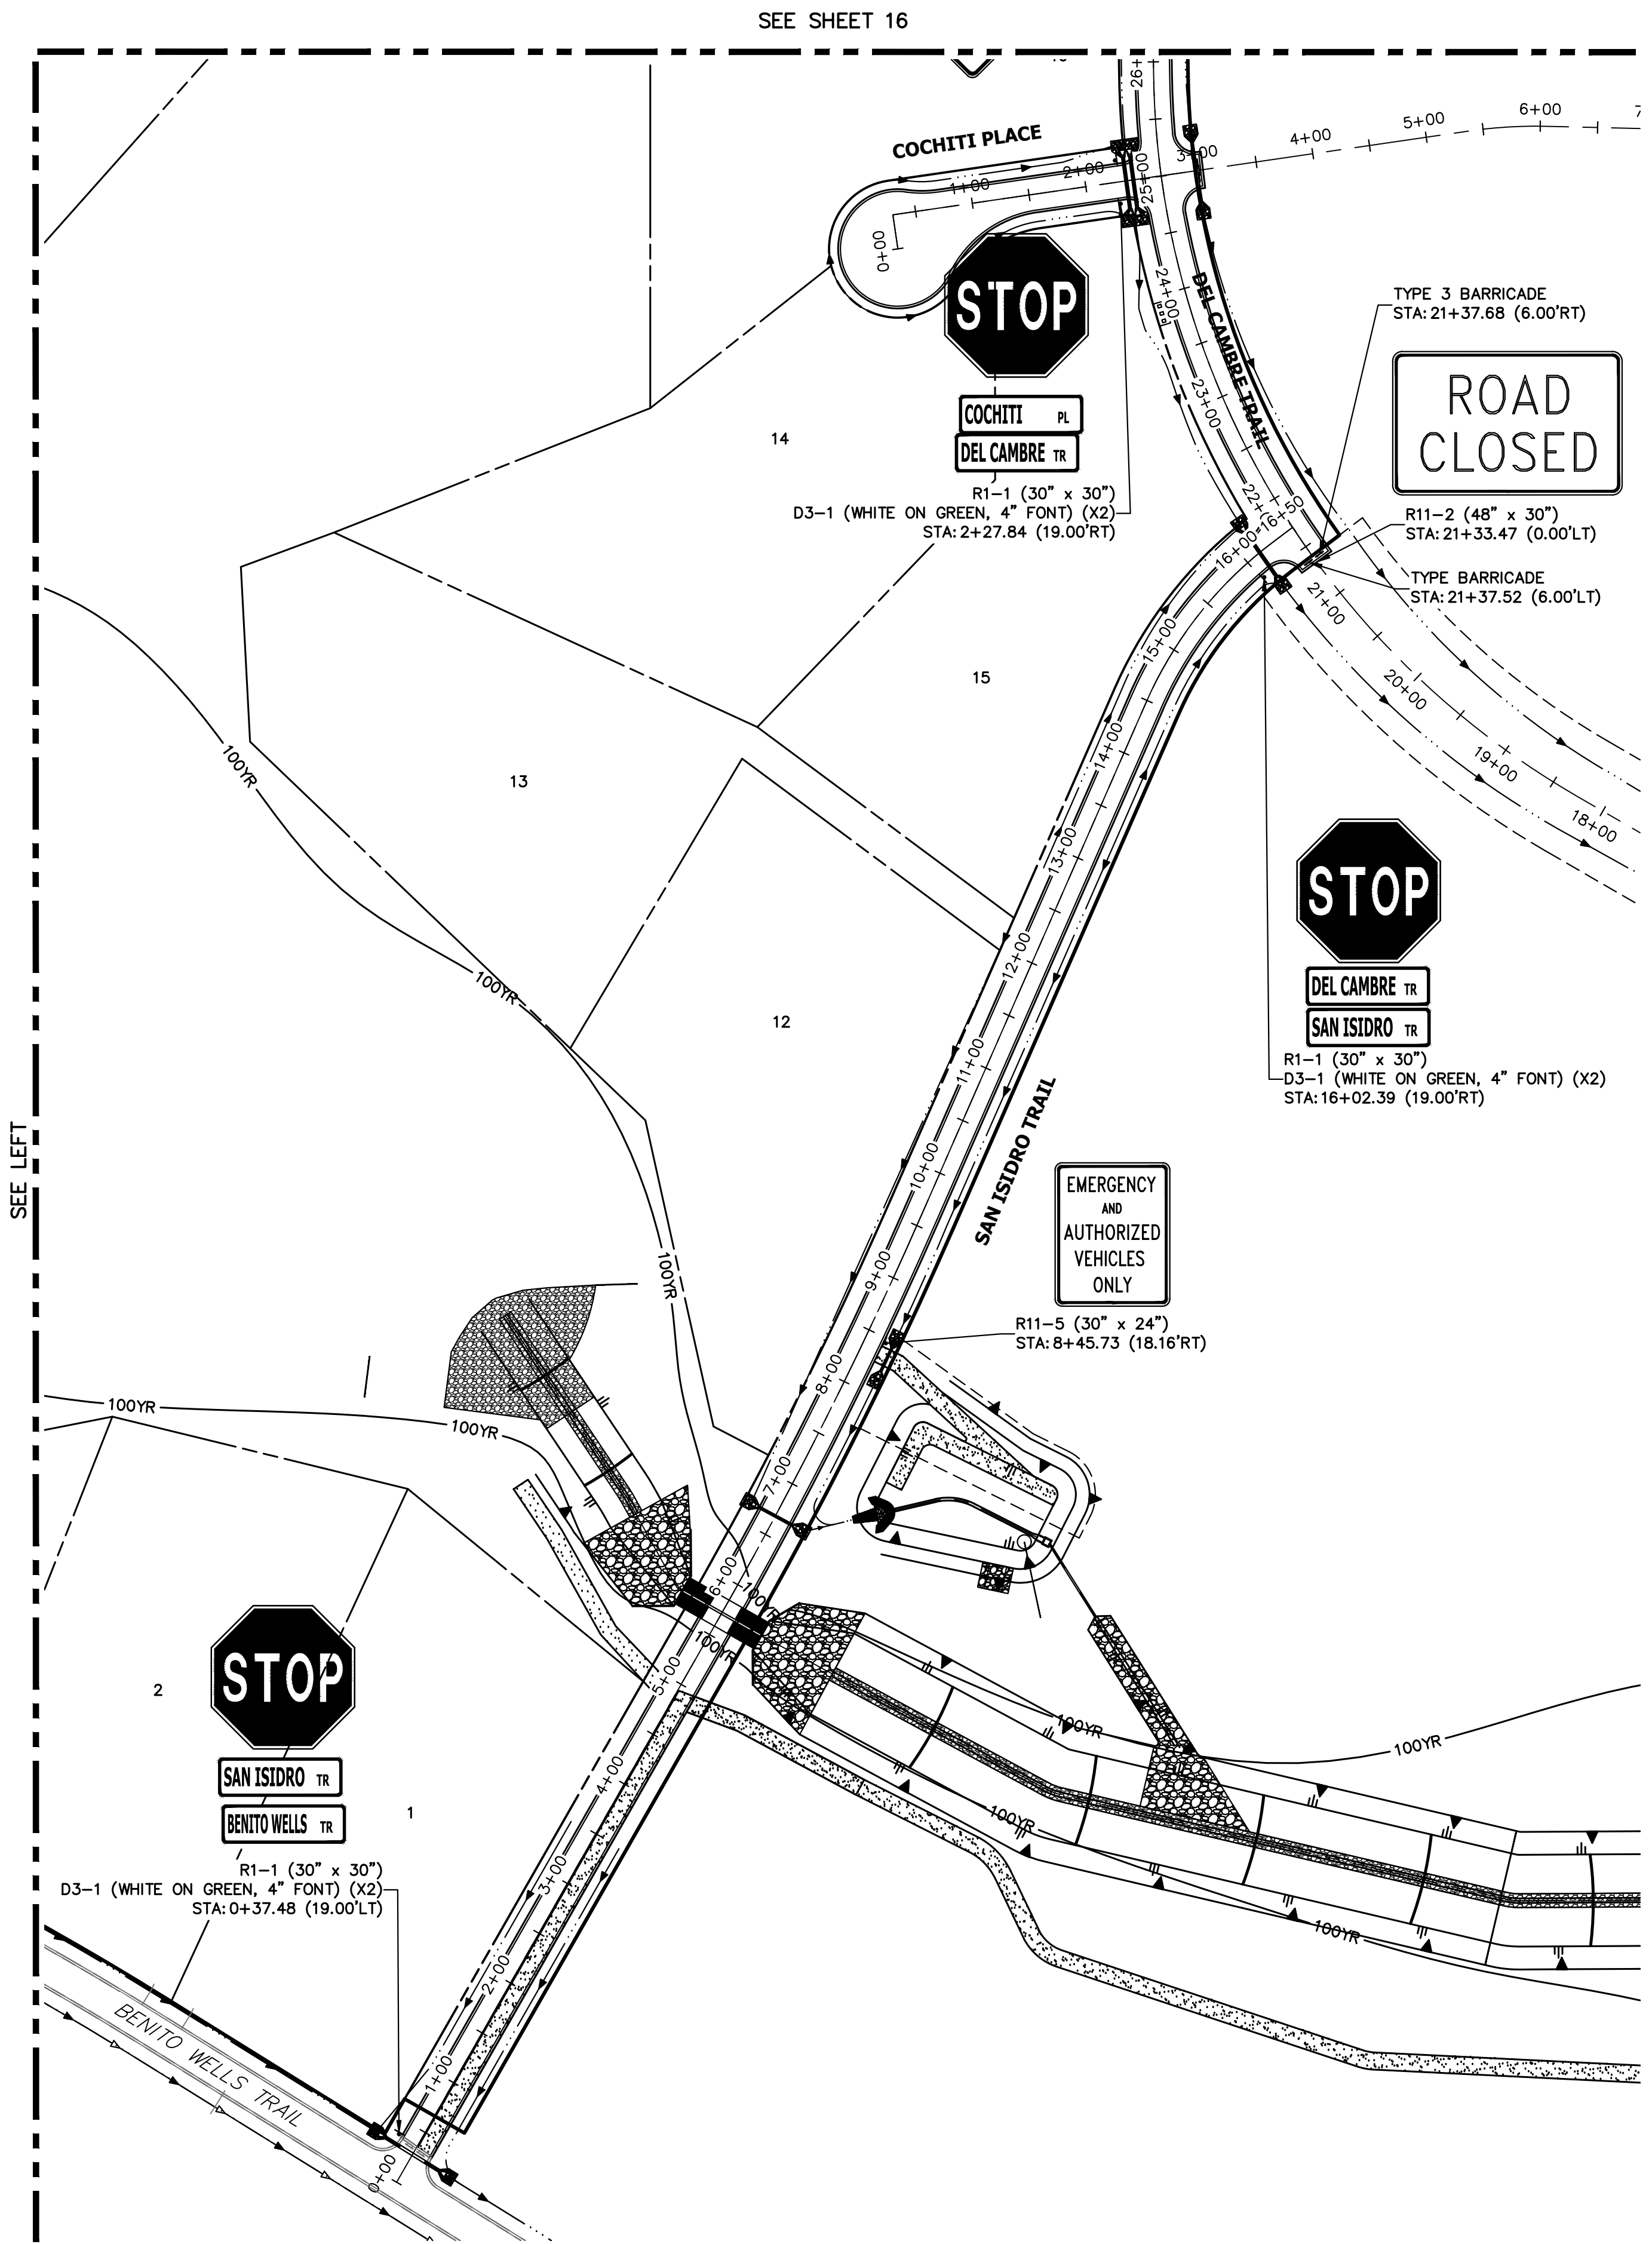 SEE SHEET 16
26+
6+00
5+00
4+00
COCHITI PLACE
3+00
2+00
1+00
25+00
0+00
24+00
DEL CAMBRE TRAIL
STOP
TYPE 3 BARRICADE
STA: 21+37.68 (6.00'RT)
ROAD
CLOSED
23+00
COCHITI PL
DEL CAMBRE TR
14
R1-1 (30" x 30")
D3-1 (WHITE ON GREEN, 4" FONT) (X2)
STA: 2+27.84 (19.00'RT)
R11-2 (48" x 30")
STA: 21+33.47 (0.00'LT)
16+50
16+00
TYPE BARRICADE
STA: 21+37.52 (6.00'LT)
21+00
15+00
15
20+00
14+00
19+00
100YR
13
18+00
13+00
STOP
12+00
100YR
DEL CAMBRE TR
SAN ISIDRO TR
12
R1-1 (30" x 30")
D3-1 (WHITE ON GREEN, 4" FONT) (X2)
STA: 16+02.39 (19.00'RT)
11+00
SEE LEFT
10+00
SAN ISIDRO TRAIL
EMERGENCY
AND
AUTHORIZED
VEHICLES
ONLY
9+00
100YR
R11-5 (30" x 24")
STA: 8+45.73 (18.16'RT)
8+00
100YR
100YR
7+00
6+00
100YR
100YR
5+00
STOP
2
100YR
100YR
4+00
SAN ISIDRO TR
BENITO WELLS TR
1
100YR
3+00
R1-1 (30" x 30")
D3-1 (WHITE ON GREEN, 4" FONT) (X2)
STA: 0+37.48 (19.00'LT)
100YR
2+00
BENITO WELLS TRAIL
1+00
0+00